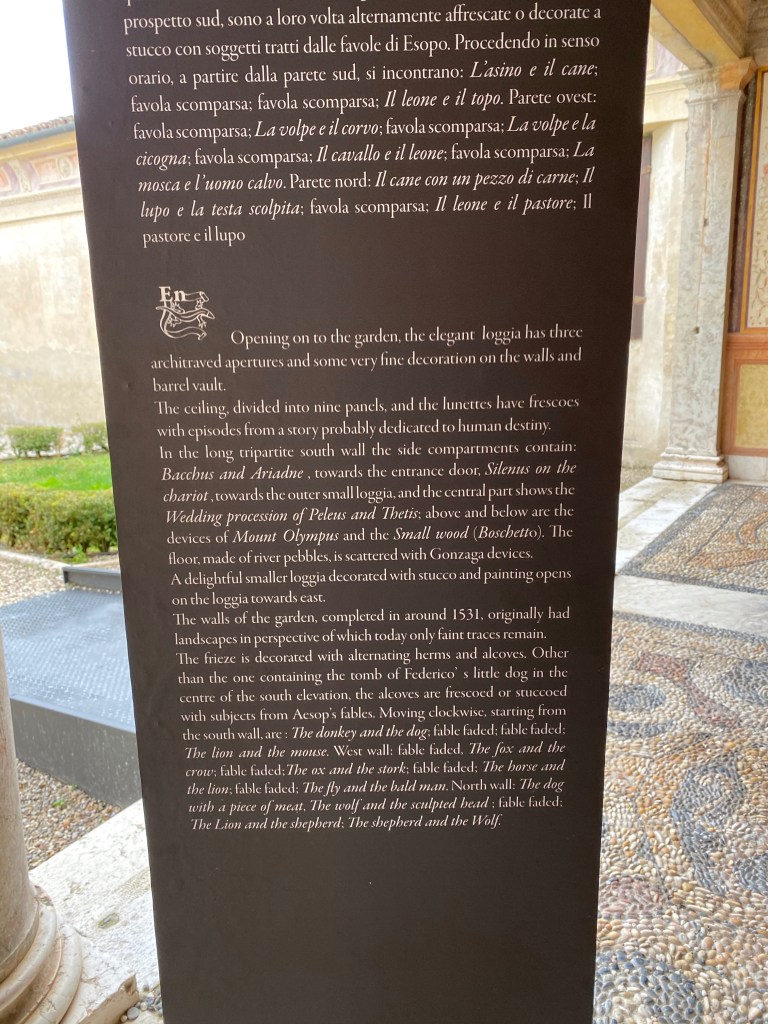 prospetto sud, sono a loro volta alternamente affrescate o decorate a
stucco con soggetti tratti dalle favole di Esopo. Procedendo in senso
orario, a partire dalla parete sud, si incontrano: L'asino e il cane;
favola scomparsa; favola scomparsa; Il leone e il topo. Parete ovest:
favola scomparsa; La volpe e il corvo; favola scomparsa; La volpe e la
cicogna; favola scomparsa; Il cavallo e il leone; favola scomparsa; La
mosca e l'uomo calvo. Parete nord: Il cane con un pezzo di carne; Il
lupo e la testa scolpita; favola scomparsa; Il leone e il pastore; Il
pastore e il lupo
En
Opening on to the garden, the elegant loggia has three
architraved apertures and some very fine decoration on the walls and
barrel vault.
The ceiling, divided into nine panels, and the lunettes have frescoes
with episodes from a story probably dedicated to human destiny.
In the long tripartite south wall the side compartments contain:
Bacchus and Ariadne , towards the entrance door, Silenus on the
chariot , towards the outer small loggia, and the central part shows the
Wedding procession of Peleus and Thetis; above and below are the
devices of Mount Olympus and the Small wood (Boschetto). The
floor, made of river pebbles, is scattered with Gonzaga devices.
A delightful smaller loggia decorated with stucco and painting opens
on the loggia towards east.
The walls of the garden, completed in around 1531, originally had
landscapes in perspective of which today only faint traces remain.
The frieze is decorated with alternating herms and alcoves. Other
than the one containing the tomb of Federico' s little dog in the
centre of the south elevation, the alcoves are frescoed or stuccoed
with subjects from Aesop's fables. Moving clockwise, starting from
the south wall, are : The donkey and the dog; fable faded; fable faded;
The lion and the mouse. West wall: fable faded, The fox and the
crow; fable faded; The ox and the stork; fable faded; The horse and
the lion; fable faded; The fly and the bald man. North wall: The dog
with a piece of meat, The wolf and the sculpted head ; fable faded;
The Lion and the shepherd; The shepherd and the Wolf.